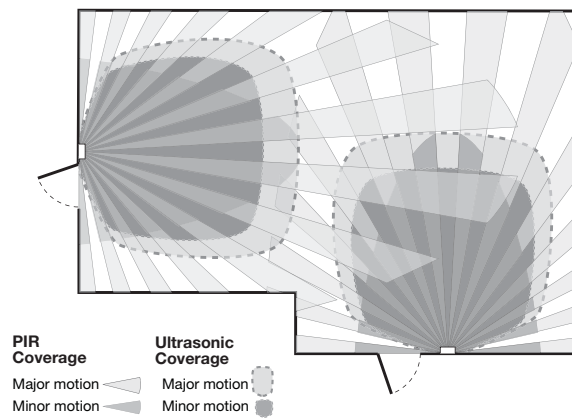 PIR
Coverage
Major motion
Minor motion
Ultrasonic
Coverage
Major motion
Minor motion